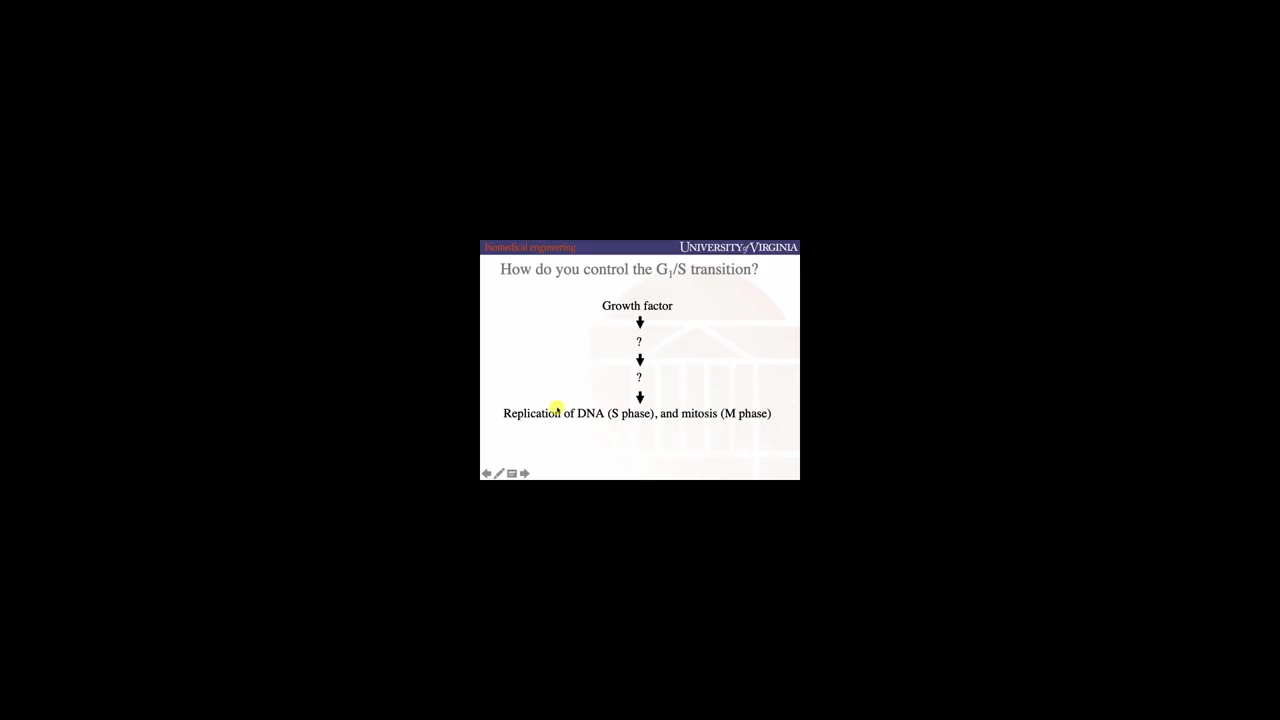 biomedical engineering
UNIVERSITY of VIRGINIA
How do you control the G₁/S transition?
Growth factor
?
?
Replication of DNA (S phase), and mitosis (M phase)